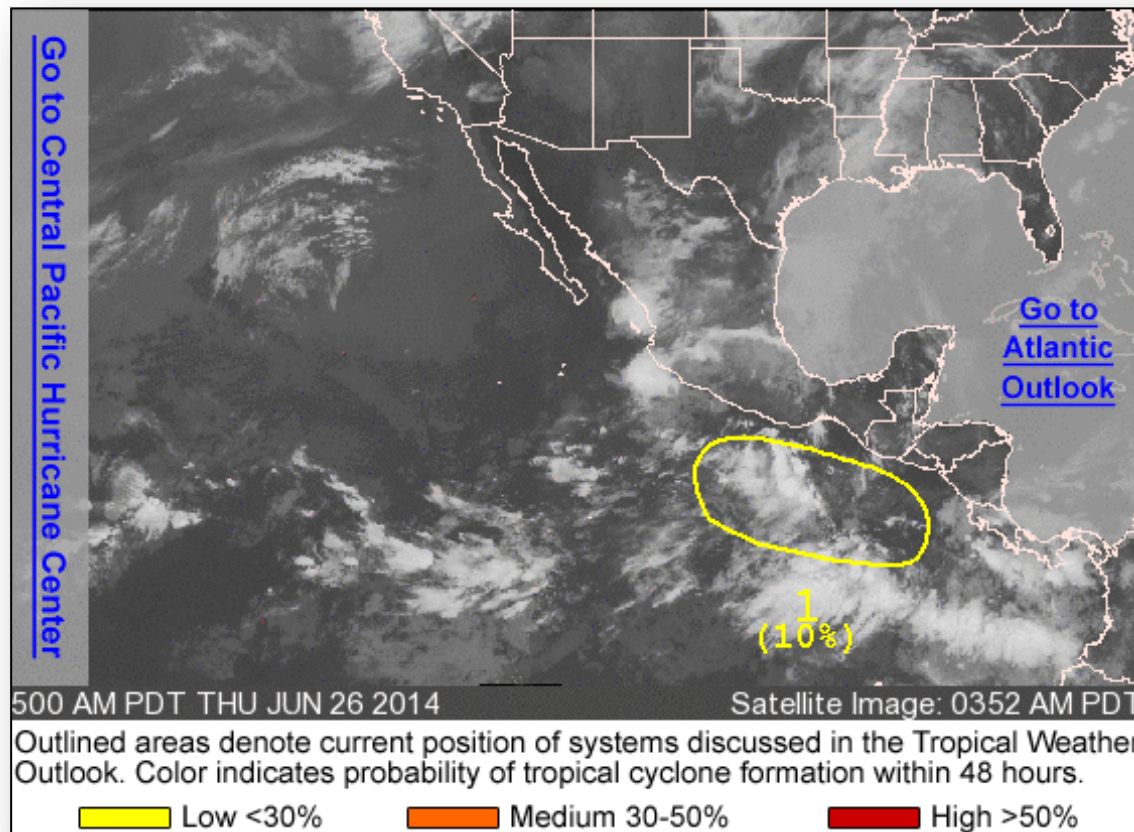 Go to Central Pacific Hurricane Center
Go to
Atlantic
Outlook
1
(10%)
500 AM PDT THU JUN 26 2014
Satellite Image: 0352 AM PDT
Outlined areas denote current position of systems discussed in the Tropical Weather
Outlook. Color indicates probability of tropical cyclone formation within 48 hours.
Low <30%
Medium 30-50%
High >50%